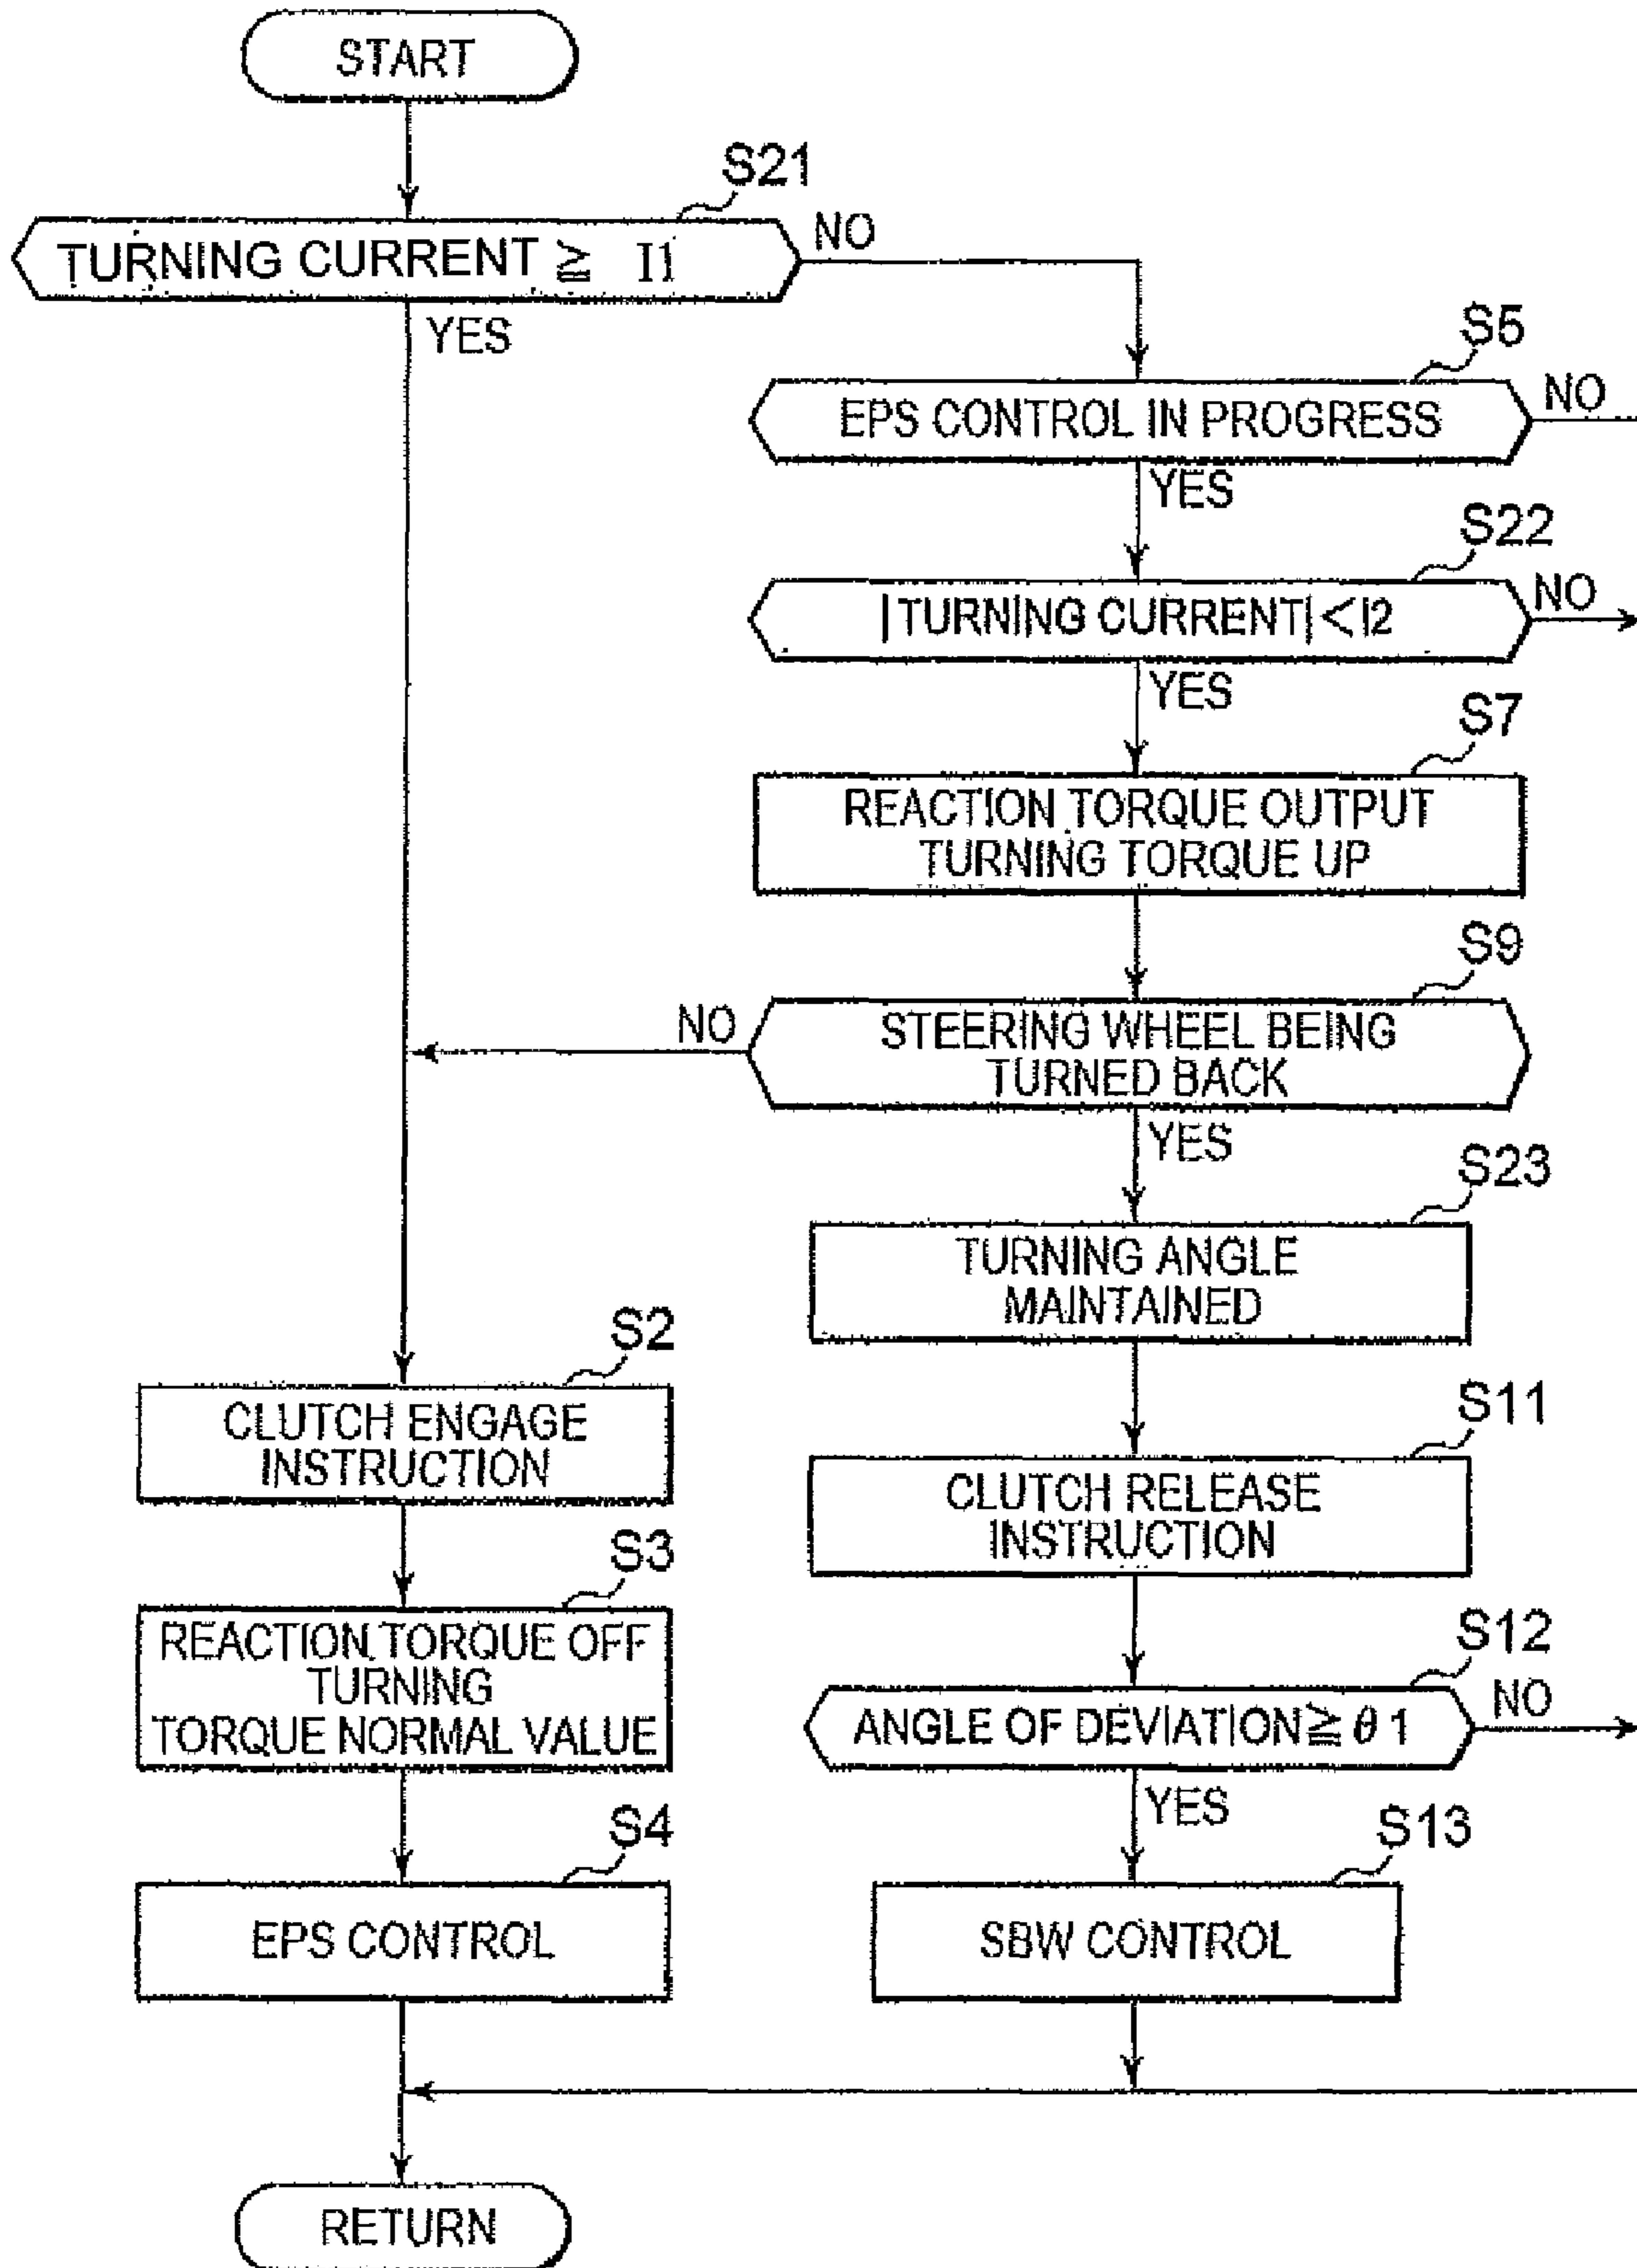 START
S21
TURNING CURRENT ≧ I1
NO
YES
S5
EPS CONTROL IN PROGRESS
NO
YES
S22
|TURNING CURRENT|<I2
NO
YES
S7
REACTION TORQUE OUTPUT
TURNING TORQUE UP
S9
STEERING WHEEL BEING
TURNED BACK
NO
YES
S23
TURNING ANGLE
MAINTAINED
S2
CLUTCH ENGAGE
INSTRUCTION
S11
CLUTCH RELEASE
INSTRUCTION
S3
REACTION TORQUE OFF
TURNING
TORQUE NORMAL VALUE
S12
ANGLE OF DEVIATION≧θ1
NO
YES
S4
EPS CONTROL
S13
SBW CONTROL
RETURN